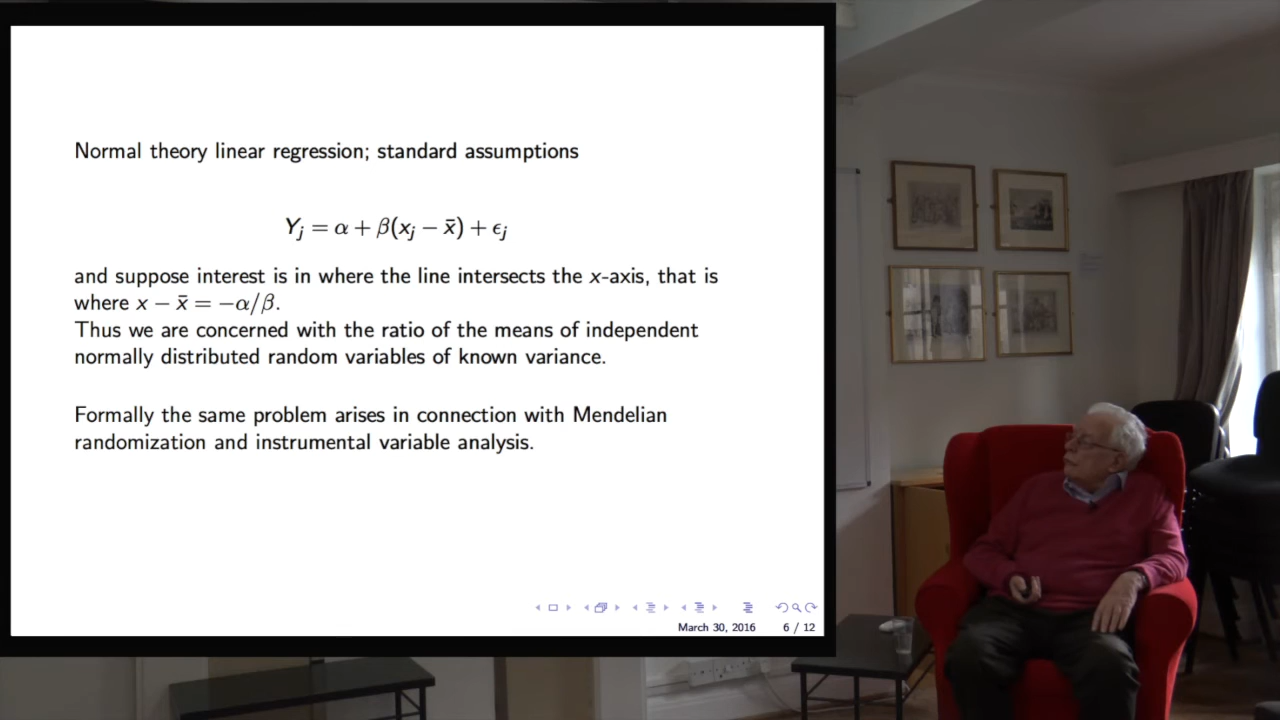 Normal theory linear regression; standard assumptions
Yⱼ = α + β(xⱼ − x̄) + ϵⱼ
and suppose interest is in where the line intersects the x-axis, that is
where x − x̄ = −α/β.
Thus we are concerned with the ratio of the means of independent
normally distributed random variables of known variance.
Formally the same problem arises in connection with Mendelian
randomization and instrumental variable analysis.
March 30, 2016 6 / 12